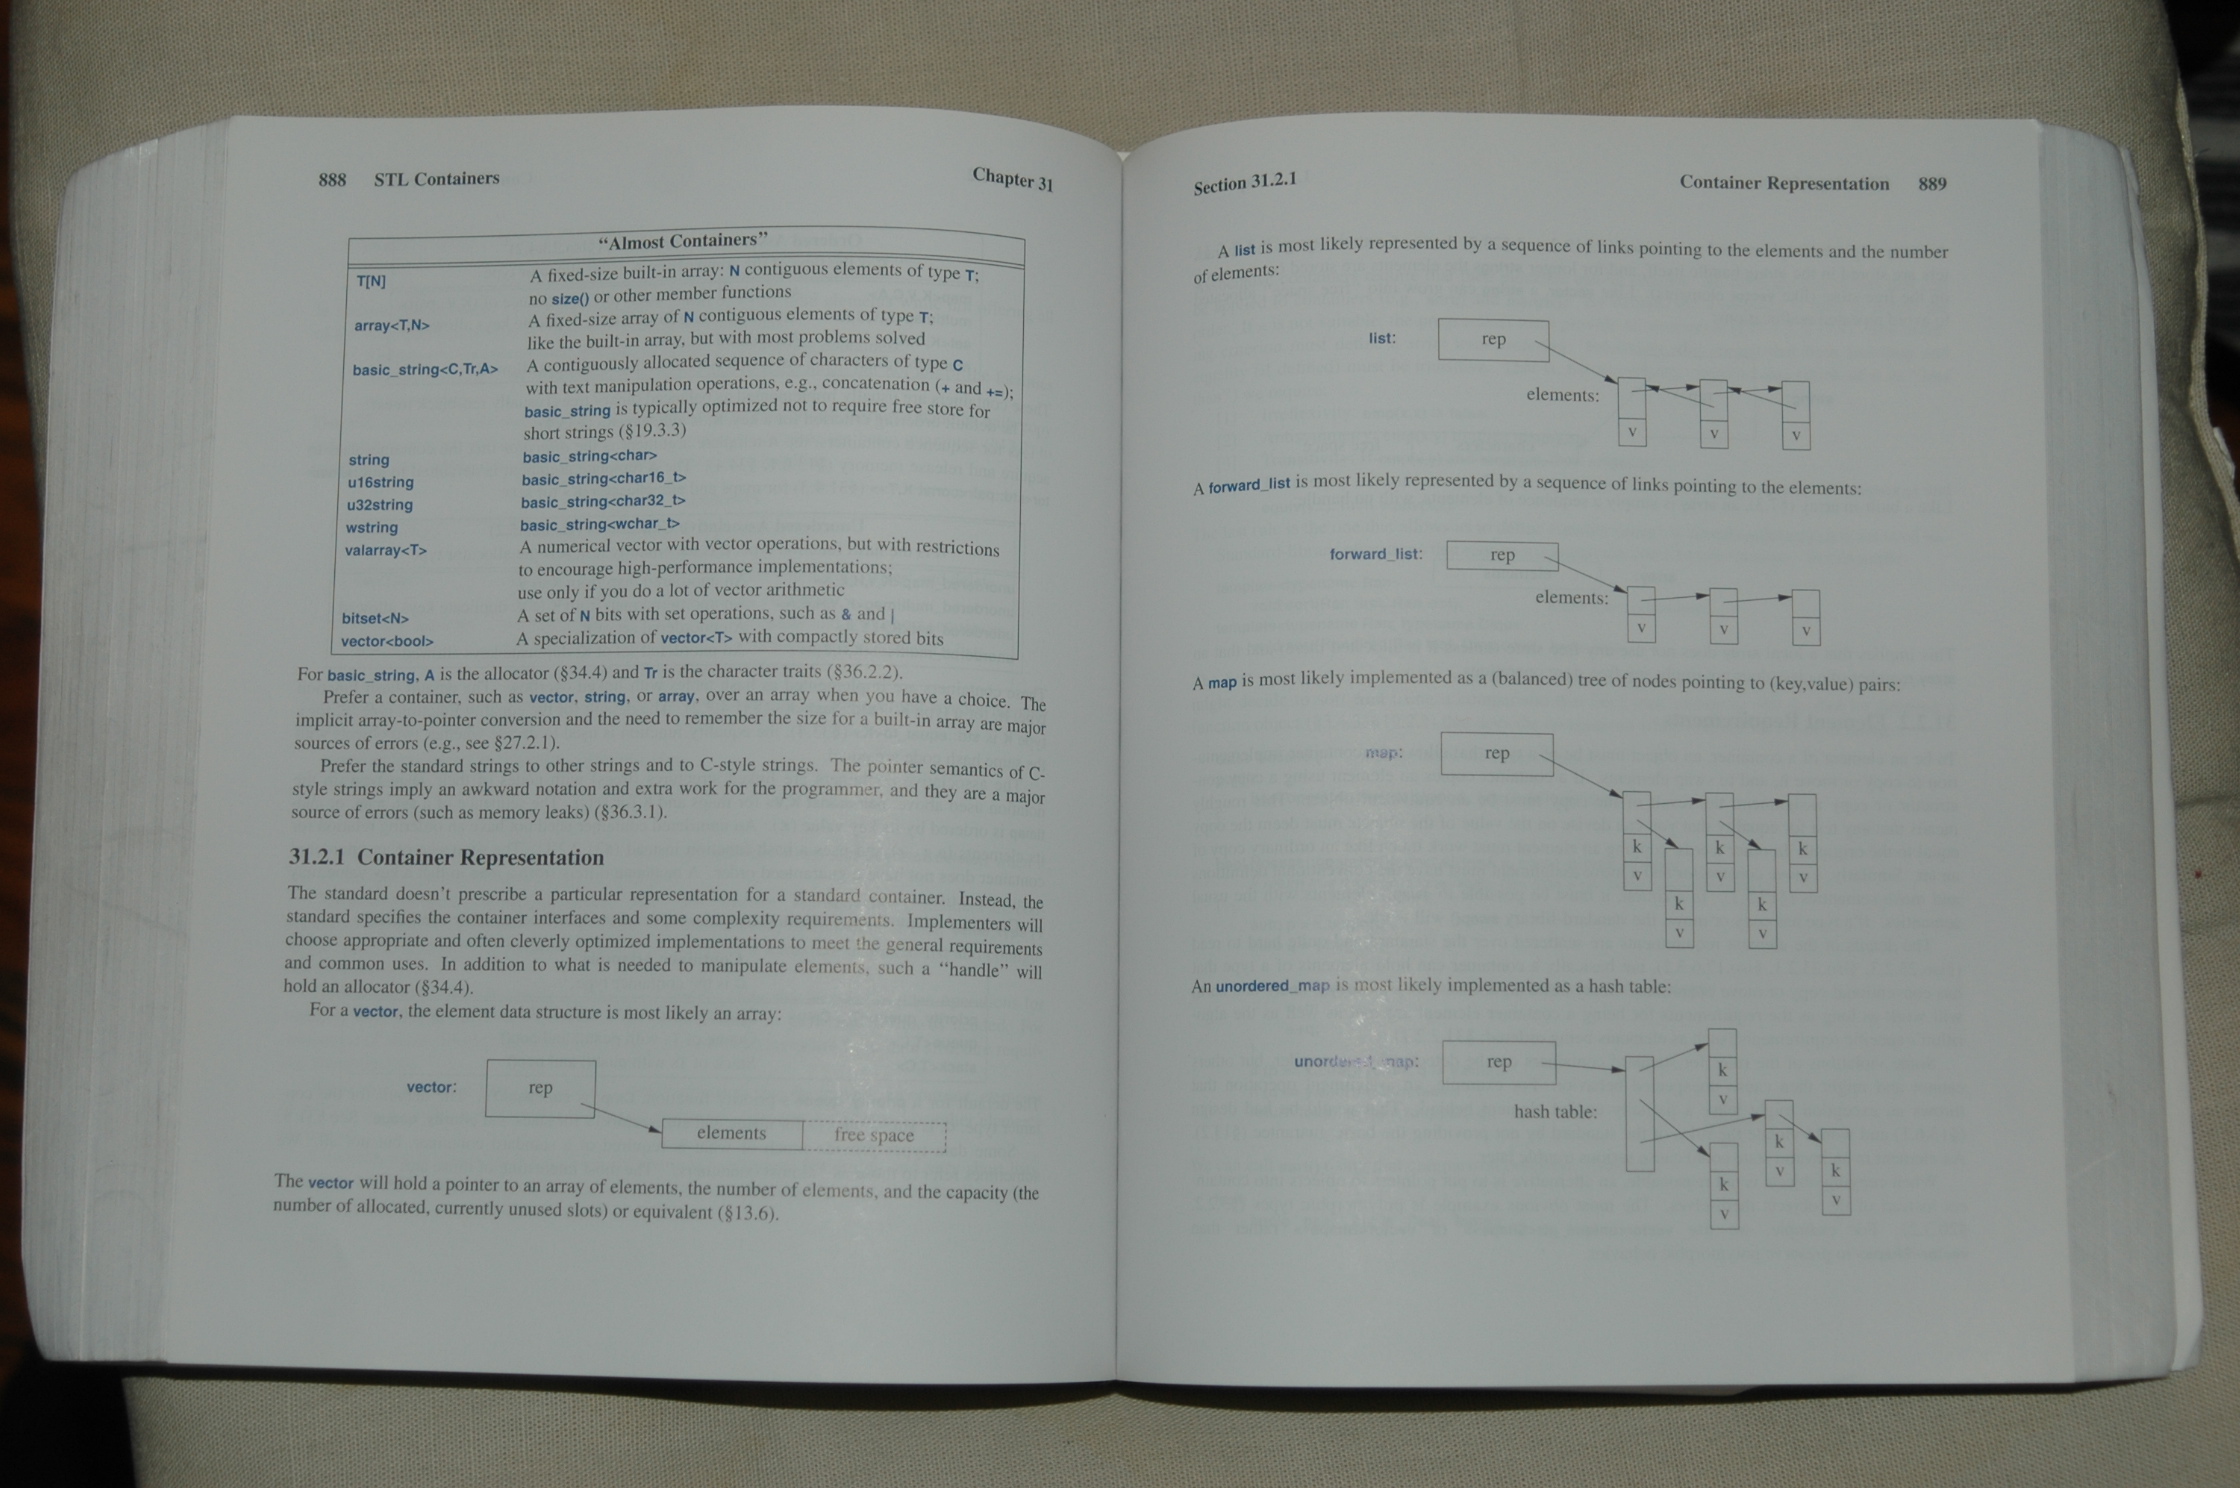 888 STL Containers Chapter 31
“Almost Containers”
T[N] A fixed-size built-in array: N contiguous elements of type T;
no size() or other member functions
array<T,N> A fixed-size array of N contiguous elements of type T;
like the built-in array, but with most problems solved
basic_string<C,Tr,A> A contiguously allocated sequence of characters of type C
with text manipulation operations, e.g., concatenation (+ and +=);
basic_string is typically optimized not to require free store for
short strings (§19.3.3)
string basic_string<char>
u16string basic_string<char16_t>
u32string basic_string<char32_t>
wstring basic_string<wchar_t>
valarray<T> A numerical vector with vector operations, but with restrictions
to encourage high-performance implementations;
use only if you do a lot of vector arithmetic
bitset<N> A set of N bits with set operations, such as & and |
vector<bool> A specialization of vector<T> with compactly stored bits
For basic_string, A is the allocator (§34.4) and Tr is the character traits (§36.2.2).
Prefer a container, such as vector, string, or array, over an array when you have a choice. The
implicit array-to-pointer conversion and the need to remember the size for a built-in array are major
sources of errors (e.g., see §27.2.1).
Prefer the standard strings to other strings and to C-style strings. The pointer semantics of C-
style strings imply an awkward notation and extra work for the programmer, and they are a major
source of errors (such as memory leaks) (§36.3.1).
31.2.1 Container Representation
The standard doesn’t prescribe a particular representation for a standard container. Instead, the
standard specifies the container interfaces and some complexity requirements. Implementers will
choose appropriate and often cleverly optimized implementations to meet the general requirements
and common uses. In addition to what is needed to manipulate elements, such a “handle” will
hold an allocator (§34.4).
For a vector, the element data structure is most likely an array:
vector: rep
elements free space
The vector will hold a pointer to an array of elements, the number of elements, and the capacity (the
number of allocated, currently unused slots) or equivalent (§13.6).
Section 31.2.1 Container Representation 889
A list is most likely represented by a sequence of links pointing to the elements and the number
of elements:
list: rep
elements:
v v v
A forward_list is most likely represented by a sequence of links pointing to the elements:
forward_list: rep
elements:
v v v
A map is most likely implemented as a (balanced) tree of nodes pointing to (key,value) pairs:
map: rep
k k k
v v v
k k
v v
An unordered_map is most likely implemented as a hash table:
unordered_map: rep
k
v
hash table:
k
v
k
v
k
v